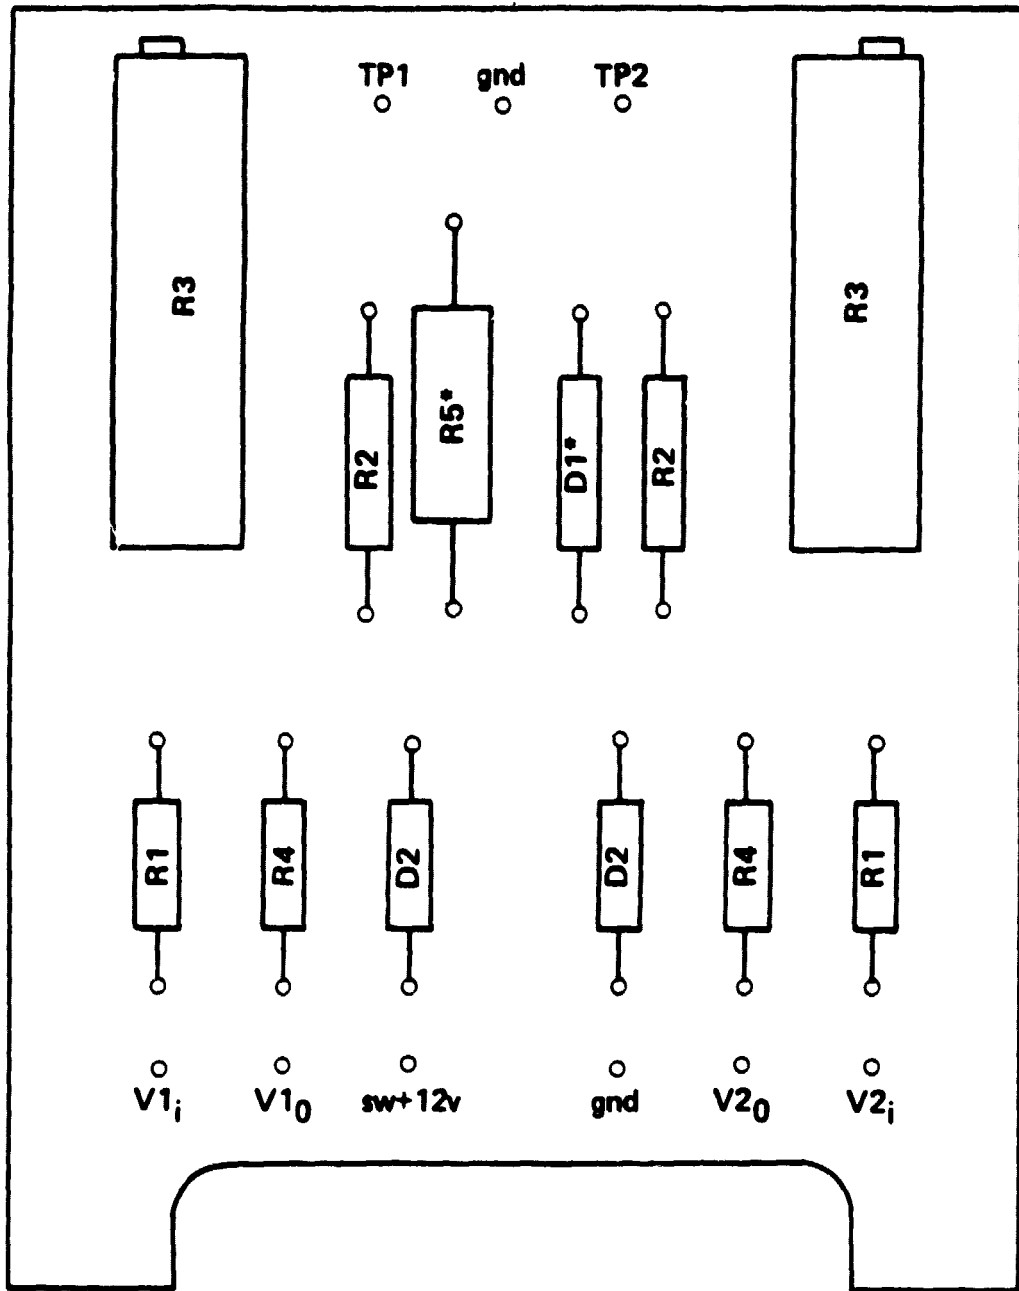 TP1 gnd TP2
R3 R3
R2 R5* D1* R2
R1 R4 D2 D2 R4 R1
V1i V10 sw+12v gnd V20 V2i